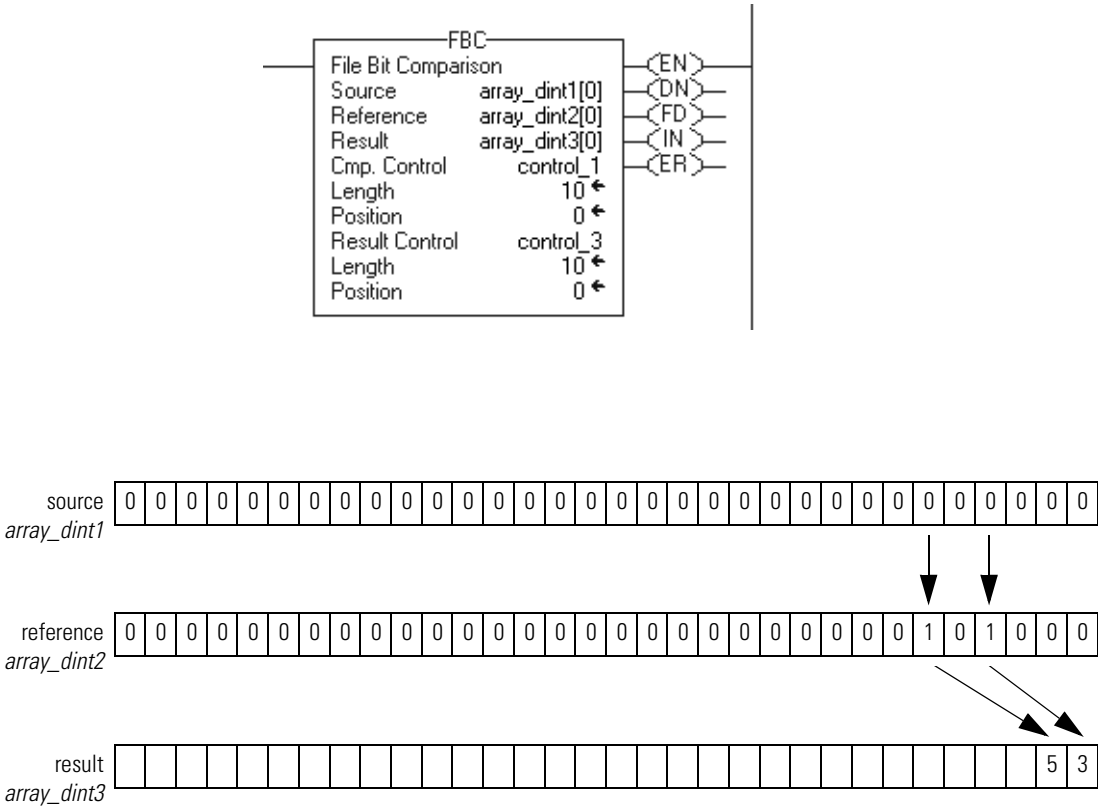 FBC
File Bit Comparison
Source array_dint1[0]
Reference array_dint2[0]
Result array_dint3[0]
Cmp. Control control_1
Length 10
Position 0
Result Control control_3
Length 10
Position 0
EN
DN
FD
IN
ER
source 0 0 0 0 0 0 0 0 0 0 0 0 0 0 0 0 0 0 0 0 0 0 0 0 0 0 0 0 0 0 0 0
array_dint1
reference 0 0 0 0 0 0 0 0 0 0 0 0 0 0 0 0 0 0 0 0 0 0 0 0 0 0 1 0 1 0 0 0
array_dint2
result 5 3
array_dint3